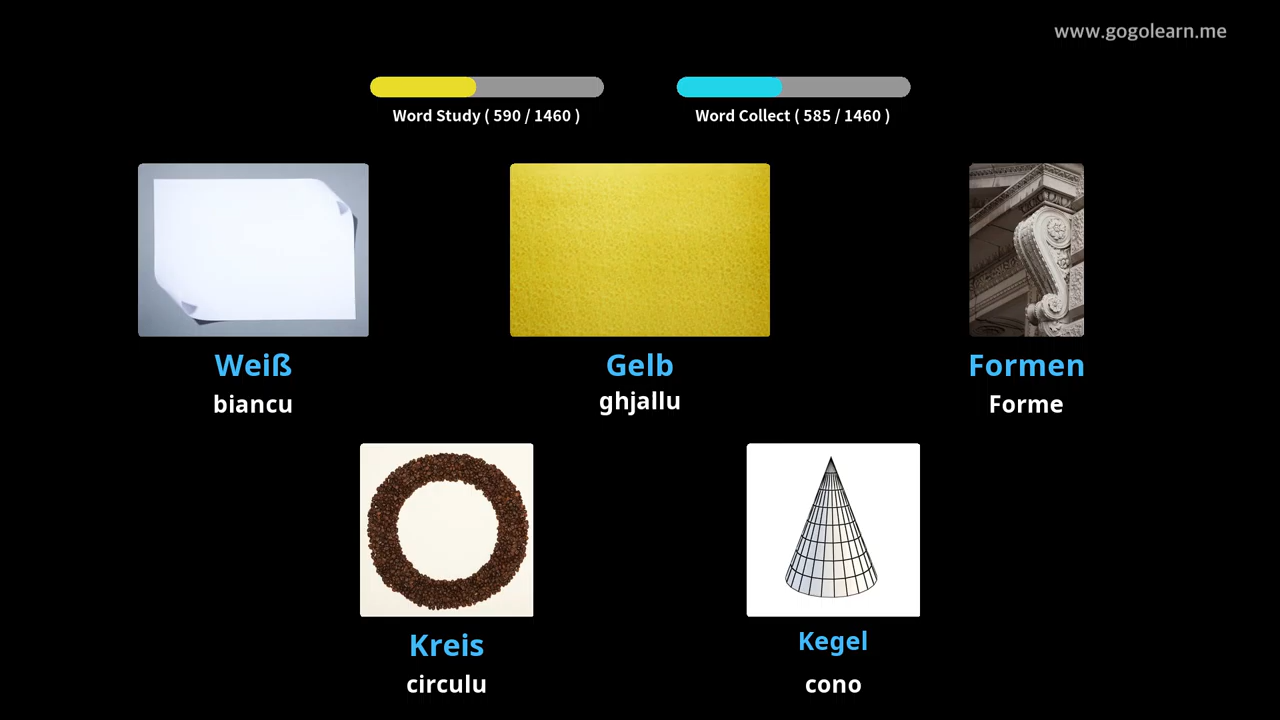 www.gogolearn.me
Word Study ( 590 / 1460 )
Word Collect ( 585 / 1460 )
Weiß
biancu
Gelb
ghjallu
Formen
Forme
Kreis
circulu
Kegel
cono